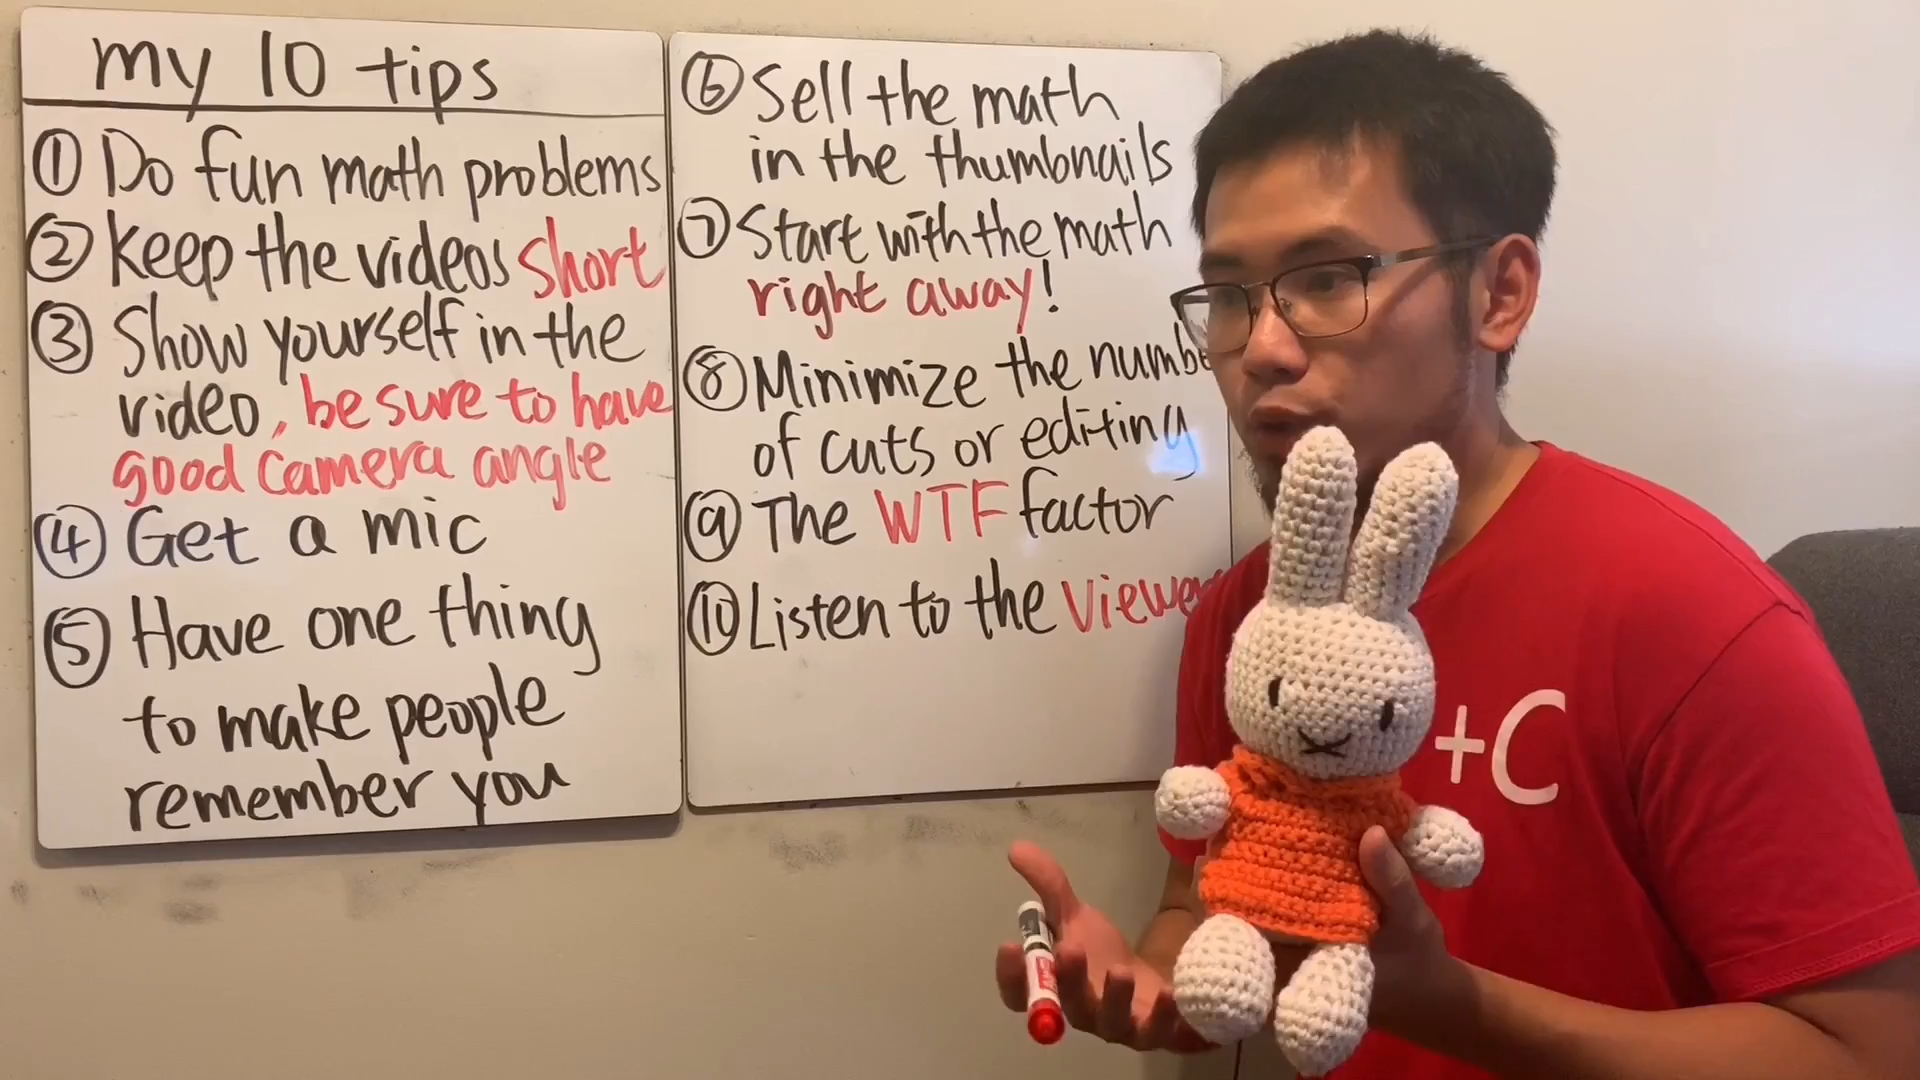 my 10 tips
① Do fun math problems
② Keep the videos short
③ Show yourself in the
video, be sure to have
good camera angle
④ Get a mic
⑤ Have one thing
to make people
remember you
⑥ Sell the math
in the thumbnails
⑦ Start with the math
right away!
⑧ Minimize the numbe
of cuts or editing
⑨ The WTF factor
⑩ Listen to the viewer
+C